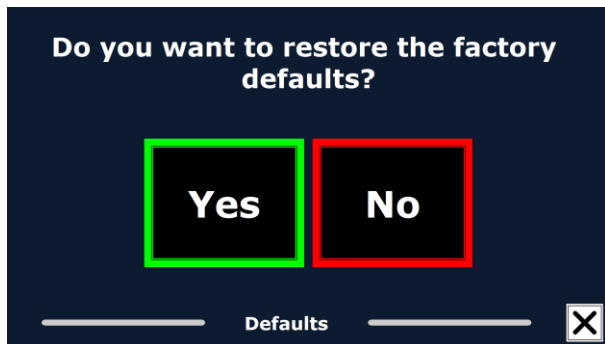 Do you want to restore the factory
defaults?
Yes
No
Defaults